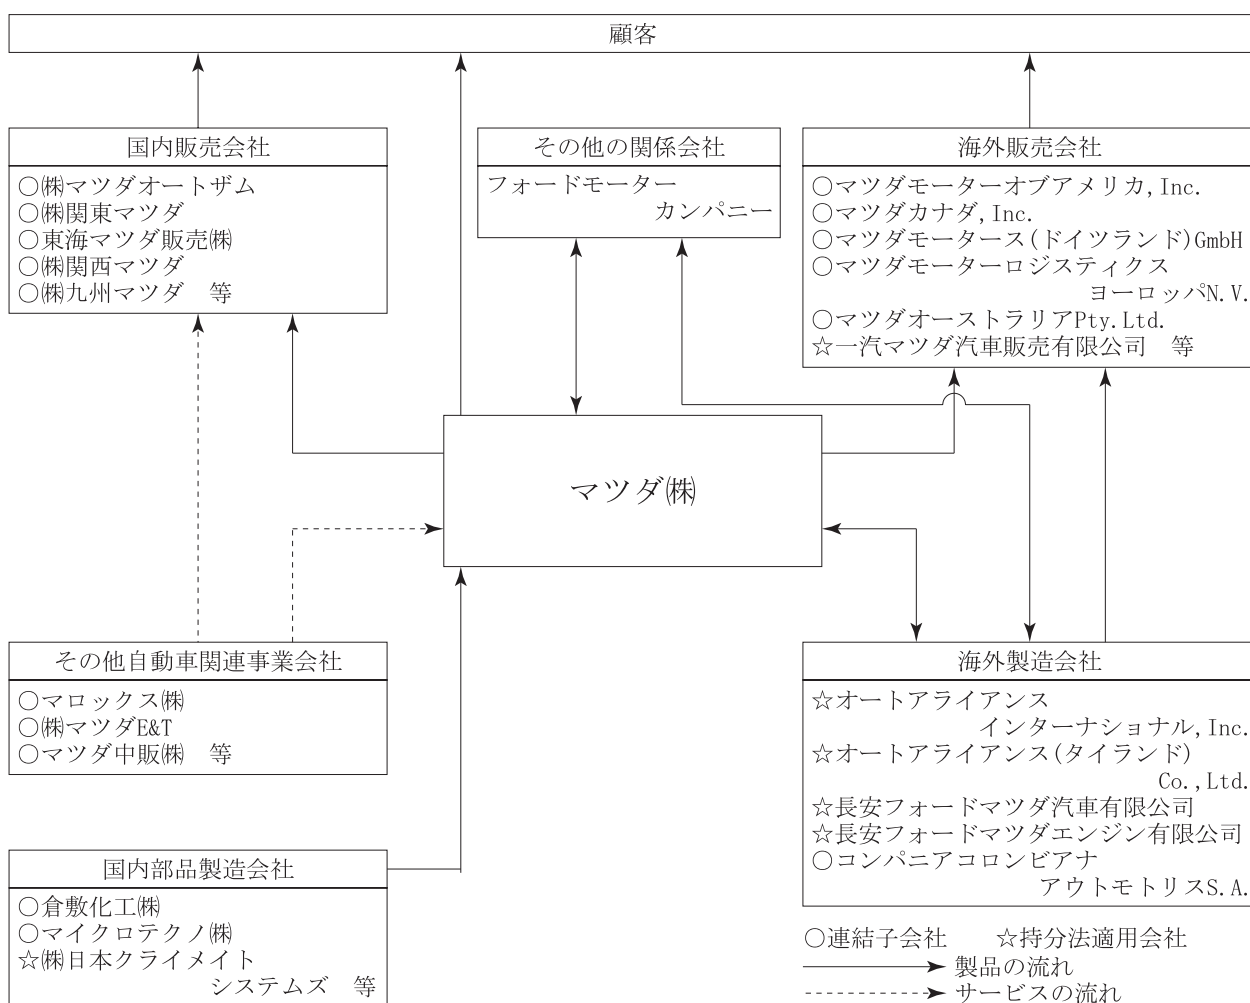 顧客
国内販売会社
○㈱マツダオートザム
○㈱関東マツダ
○東海マツダ販売㈱
○㈱関西マツダ
○㈱九州マツダ　等
その他の関係会社
フォードモーター
カンパニー
海外販売会社
○マツダモーターオブアメリカ,Inc.
○マツダカナダ,Inc.
○マツダモータース(ドイツランド)GmbH
○マツダモーターロジスティクス
ヨーロッパN.V.
○マツダオーストラリアPty.Ltd.
☆一汽マツダ汽車販売有限公司　等
マツダ㈱
その他自動車関連事業会社
○マロックス㈱
○㈱マツダE&T
○マツダ中販㈱　等
国内部品製造会社
○倉敷化工㈱
○マイクロテクノ㈱
☆㈱日本クライメイト
システムズ　等
海外製造会社
☆オートアライアンス
インターナショナル,Inc.
☆オートアライアンス(タイランド)
Co.,Ltd.
☆長安フォードマツダ汽車有限公司
☆長安フォードマツダエンジン有限公司
○コンパニアコロンビアナ
アウトモトリスS.A.
○連結子会社　　☆持分法適用会社
製品の流れ
サービスの流れ